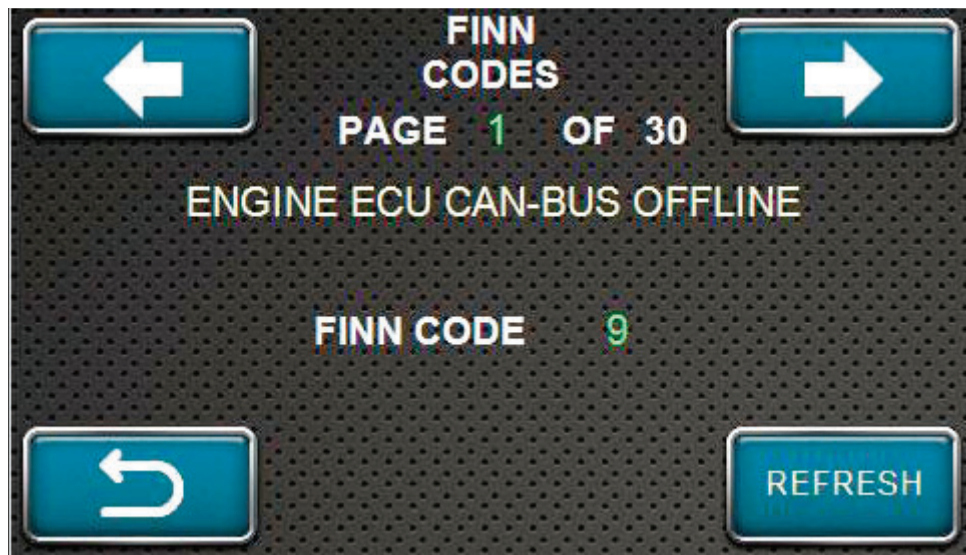 FINN
CODES
PAGE 1 OF 30
ENGINE ECU CAN-BUS OFFLINE
FINN CODE 9
REFRESH